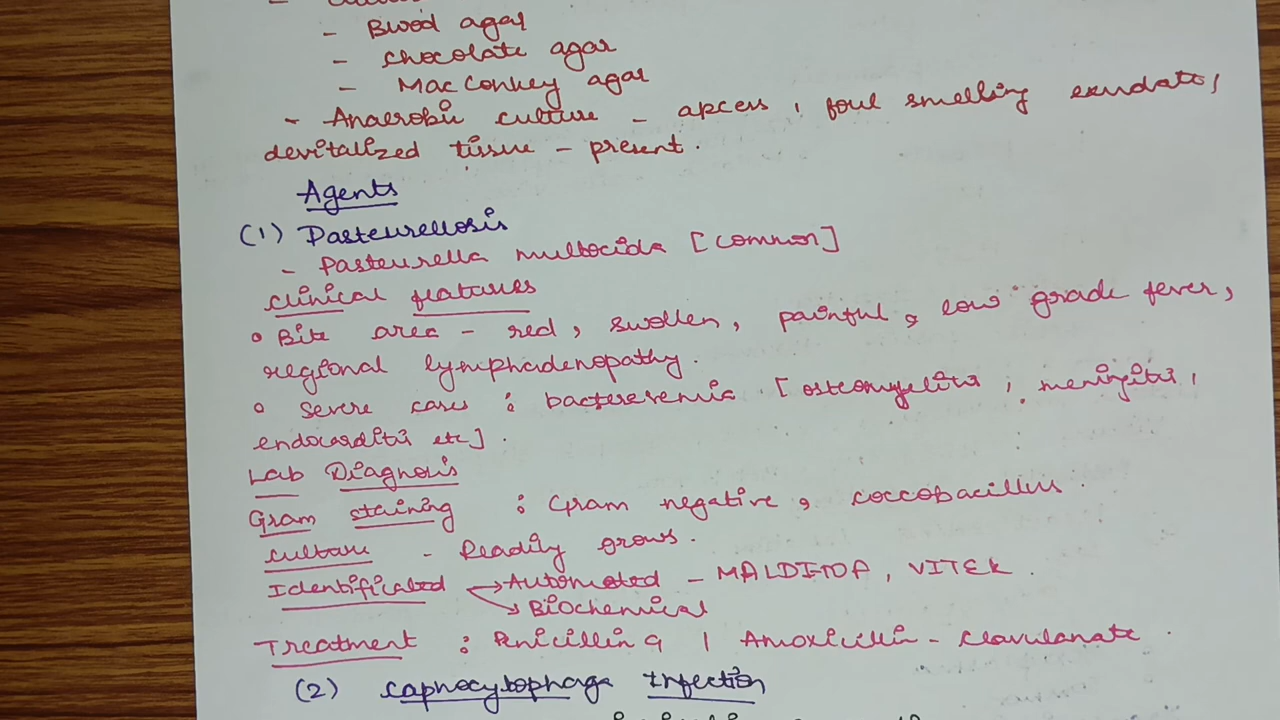 - Blood agar
- chocolate agar
- MacConkey agar
- Anaerobic culture - abcess, foul smelling exudate,
devitalized tissue - present.
Agents
(1) Pasteurellosis
- Pasteurella multocida [common]
clinical features
• Bite area - red, swollen, painful, low grade fever,
regional lymphadenopathy.
• Severe cases : bacteremia [osteomyelitis, meningitis,
endocarditis etc].
Lab Diagnosis
Gram staining : Gram negative, coccobacillus.
culture - Readily grows.
Identificated → Automated - MALDITOF, VITEK.
→ Biochemical
Treatment : Penicillin G / Amoxicillin - clavulanate.
(2) capnocytophaga Infection